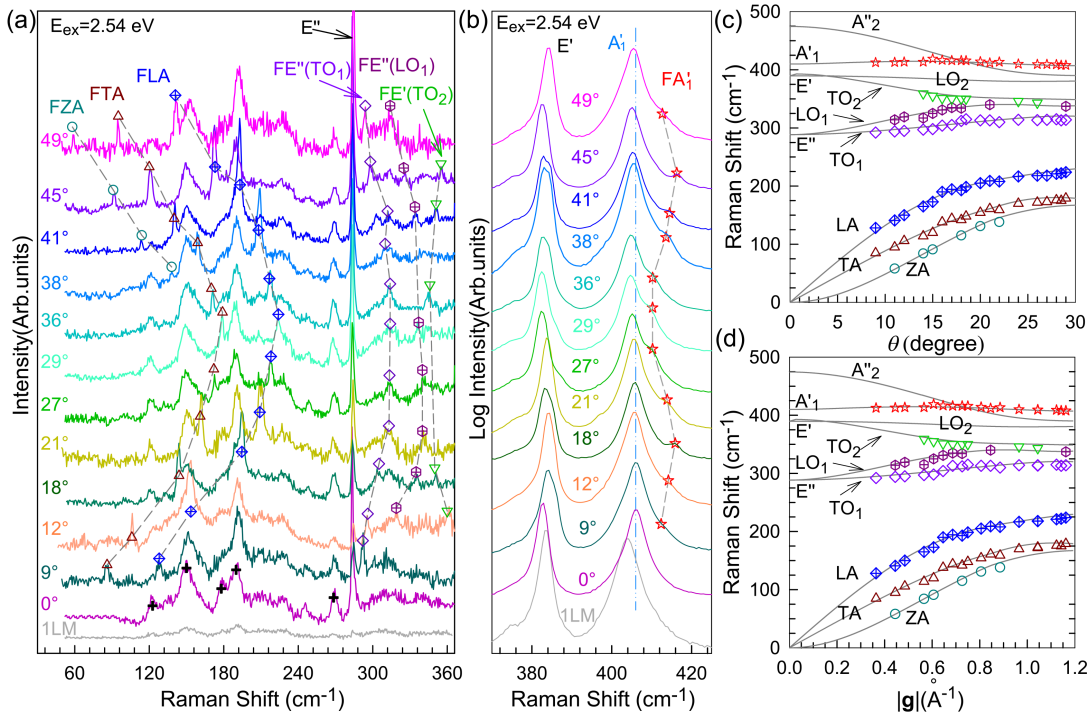 (a)
E_ex=2.54 eV
E''
FE''(TO₁)
FE''(LO₁)
FE'(TO₂)
FLA
FTA
FZA
49°
45°
41°
38°
36°
29°
27°
21°
18°
12°
9°
0°
1LM
Intensity(Arb.units)
60 120 180 240 300 360
Raman Shift (cm⁻¹)
(b)
E_ex=2.54 eV
E'
A'₁
FA'₁
49°
45°
41°
38°
36°
29°
27°
21°
18°
12°
9°
0°
1LM
Log Intensity(Arb.units)
380 400 420
Raman Shift (cm⁻¹)
(c)
500
400
300
200
100
0
A''₂
A'₁
LO₂
E'
TO₂
LO₁
E''
TO₁
LA
TA
ZA
Raman Shift (cm⁻¹)
0 5 10 15 20 25 30
θ (degree)
(d)
500
400
300
200
100
0
A''₂
A'₁
LO₂
E'
TO₂
LO₁
E''
TO₁
LA
TA
ZA
Raman Shift (cm⁻¹)
0.0 0.2 0.4 0.6 0.8 1.0 1.2
|g|(Å⁻¹)